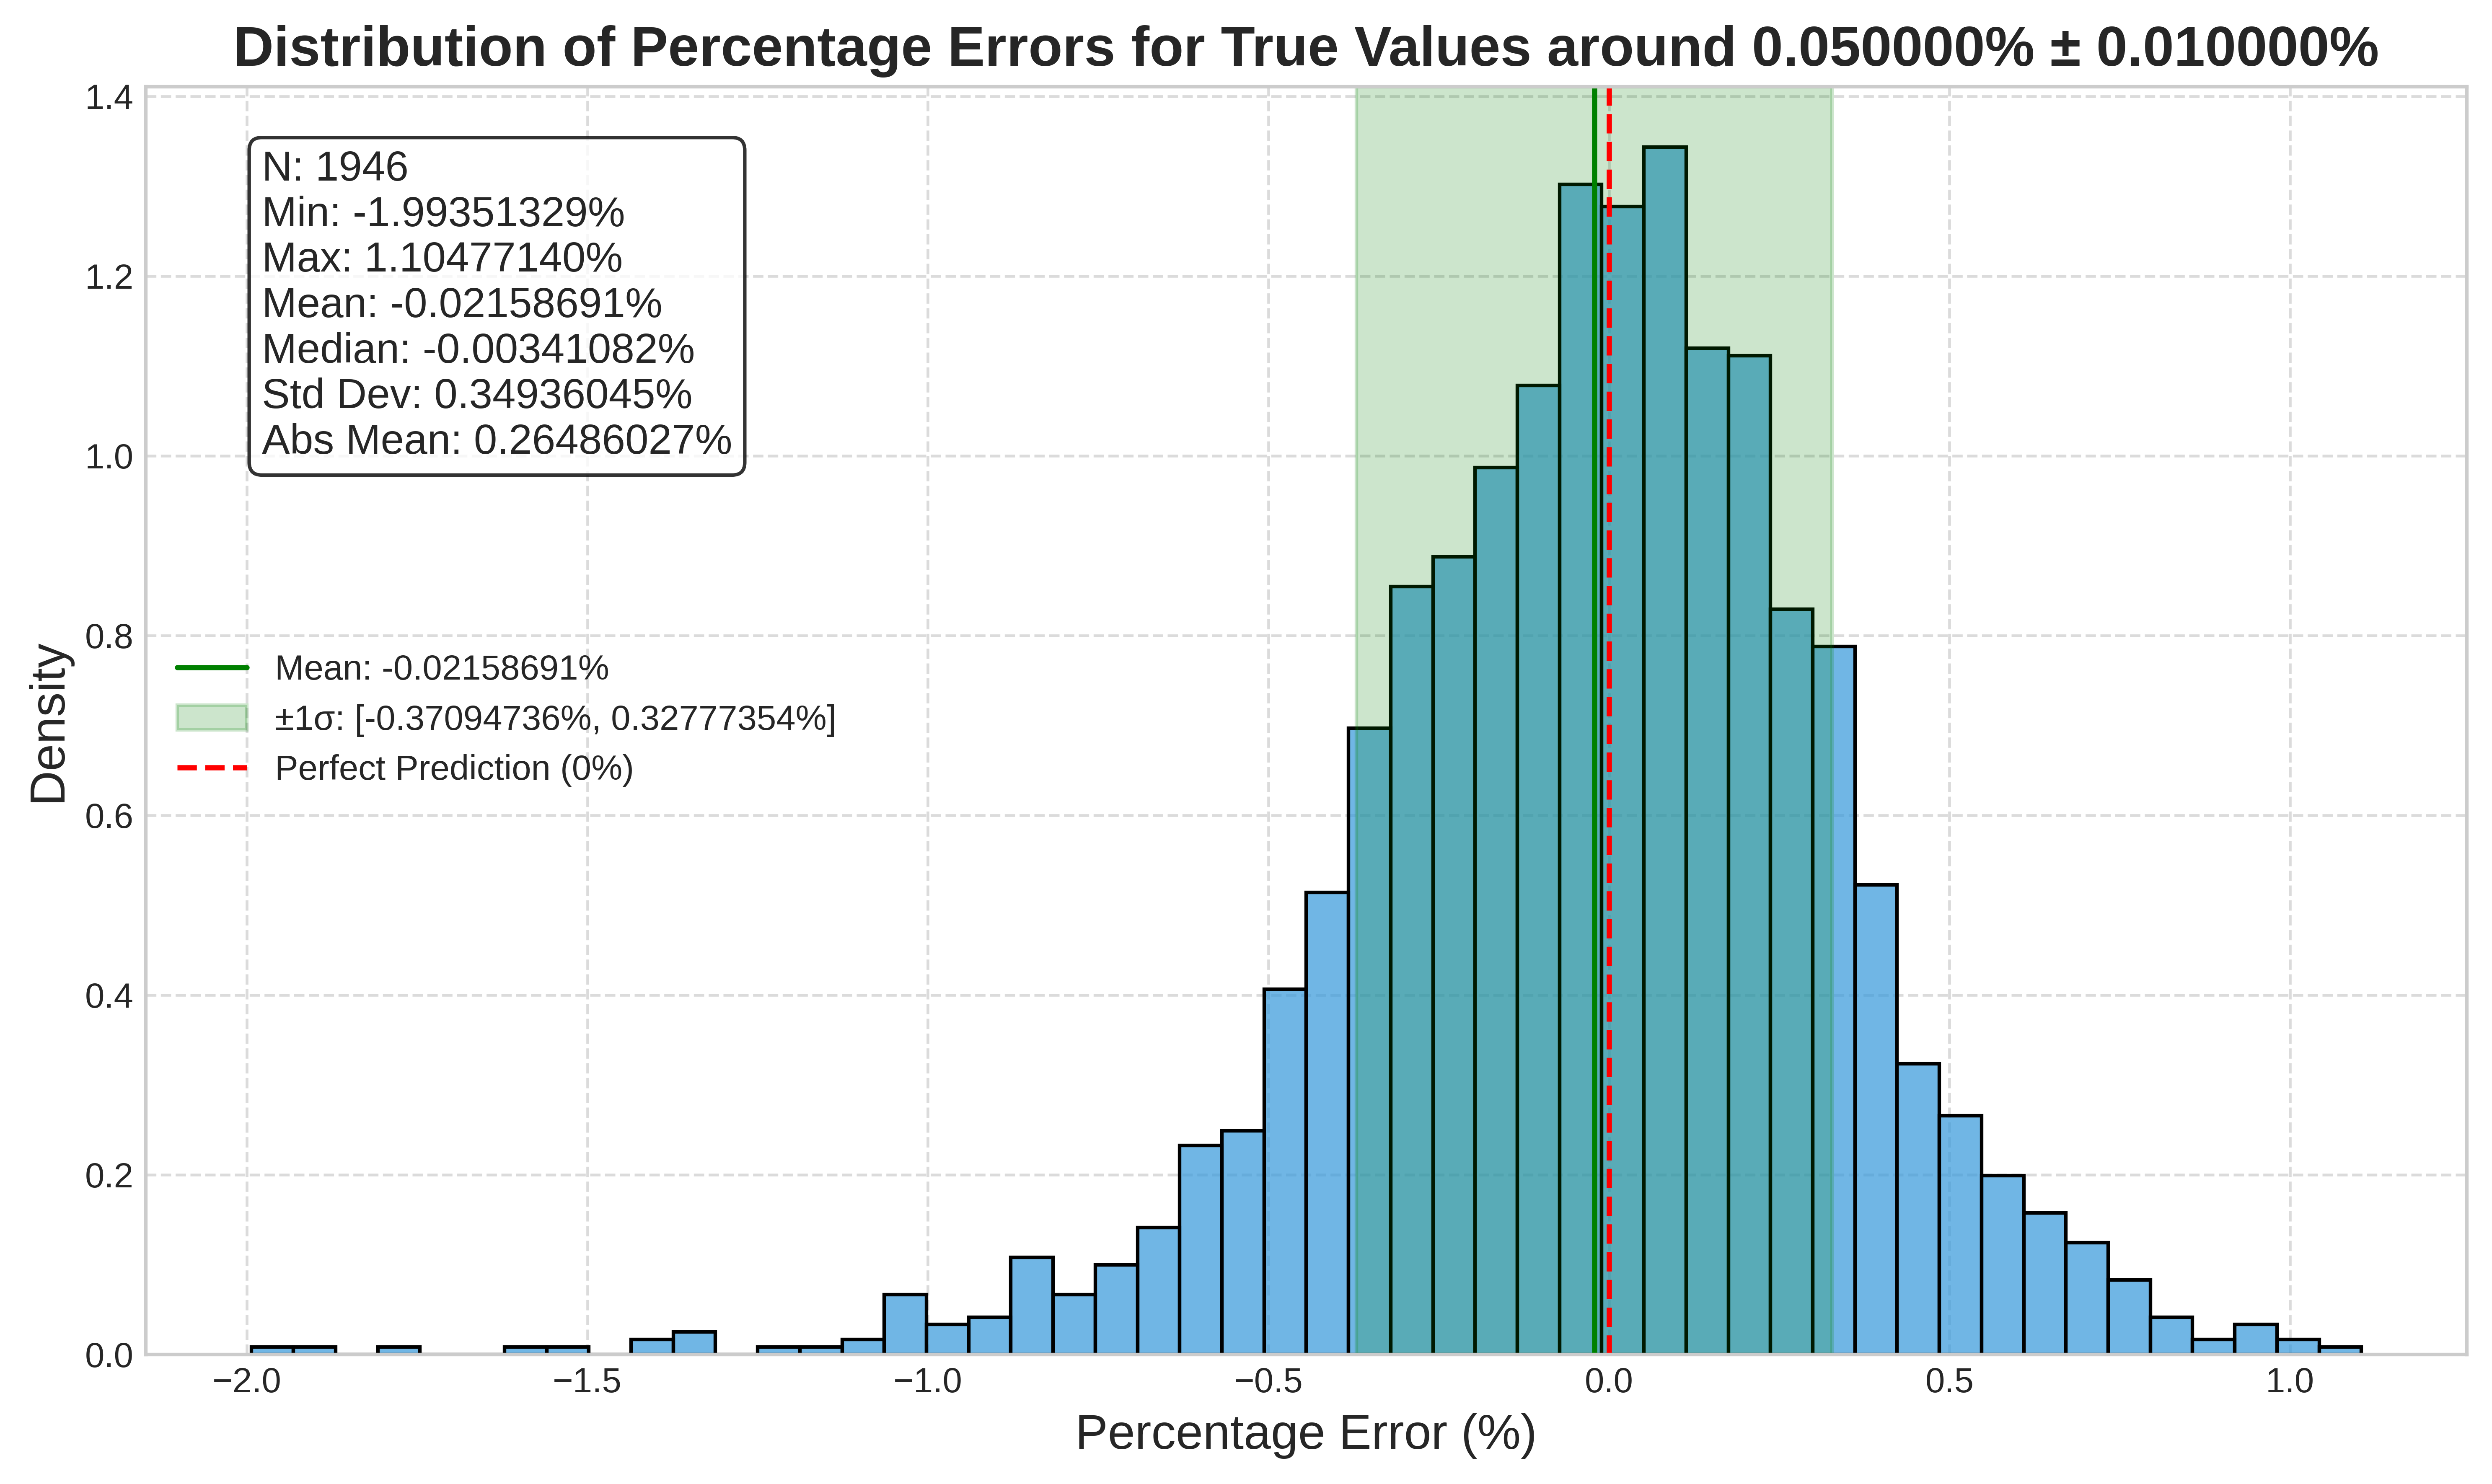 Distribution of Percentage Errors for True Values around 0.050000% ± 0.010000%
1.4
1.2
1.0
0.8
0.6
0.4
0.2
0.0
Density
N: 1946
Min: -1.99351329%
Max: 1.10477140%
Mean: -0.02158691%
Median: -0.00341082%
Std Dev: 0.34936045%
Abs Mean: 0.26486027%
Mean: -0.02158691%
±1σ: [-0.37094736%, 0.32777354%]
Perfect Prediction (0%)
−2.0 −1.5 −1.0 −0.5 0.0 0.5 1.0
Percentage Error (%)